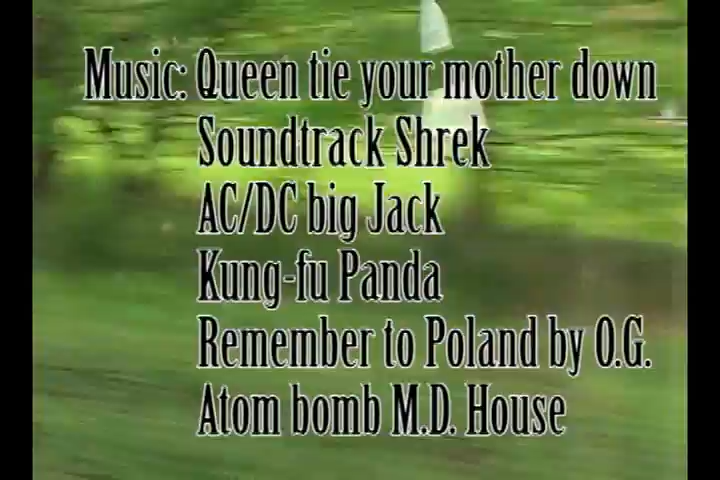 Music: Queen tie your mother down
Soundtrack Shrek
AC/DC big Jack
Kung-fu Panda
Remember to Poland by O.G.
Atom bomb M.D. House